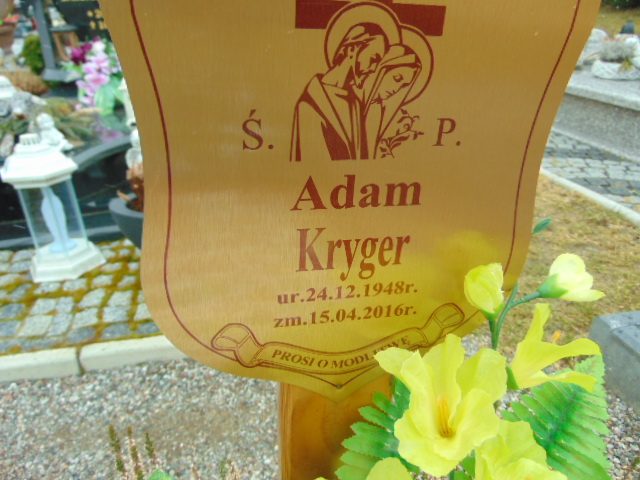 Ś. P.
Adam
Kryger
ur.24.12.1948r.
zm.15.04.2016r.
PROSI O MODLITWĘ